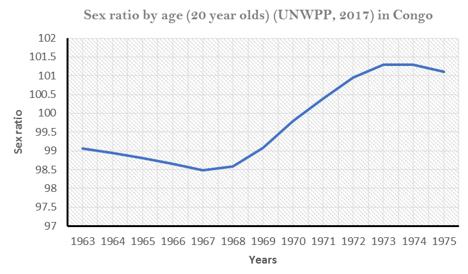 Sex ratio by age (20 year olds) (UNWPP, 2017) in Congo
102
101.5
101
100.5
100
99.5
99
98.5
98
97.5
97
Sex ratio
1963 1964 1965 1966 1967 1968 1969 1970 1971 1972 1973 1974 1975
Years